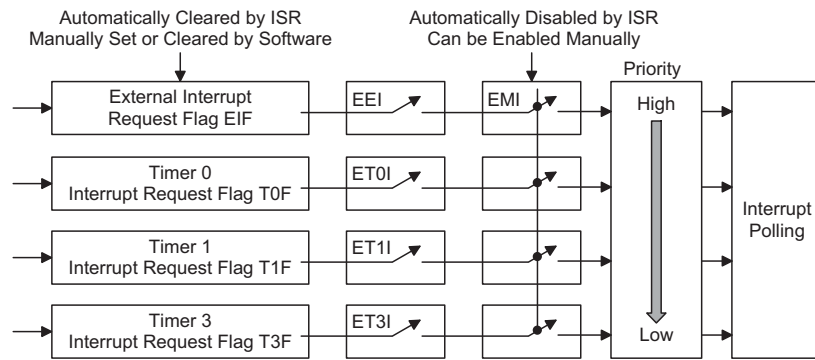 Automatically Cleared by ISR
Manually Set or Cleared by Software
Automatically Disabled by ISR
Can be Enabled Manually
Priority
External Interrupt
Request Flag EIF
EEI
EMI
High
Timer 0
Interrupt Request Flag T0F
ET0I
Interrupt
Polling
Timer 1
Interrupt Request Flag T1F
ET1I
Timer 3
Interrupt Request Flag T3F
ET3I
Low